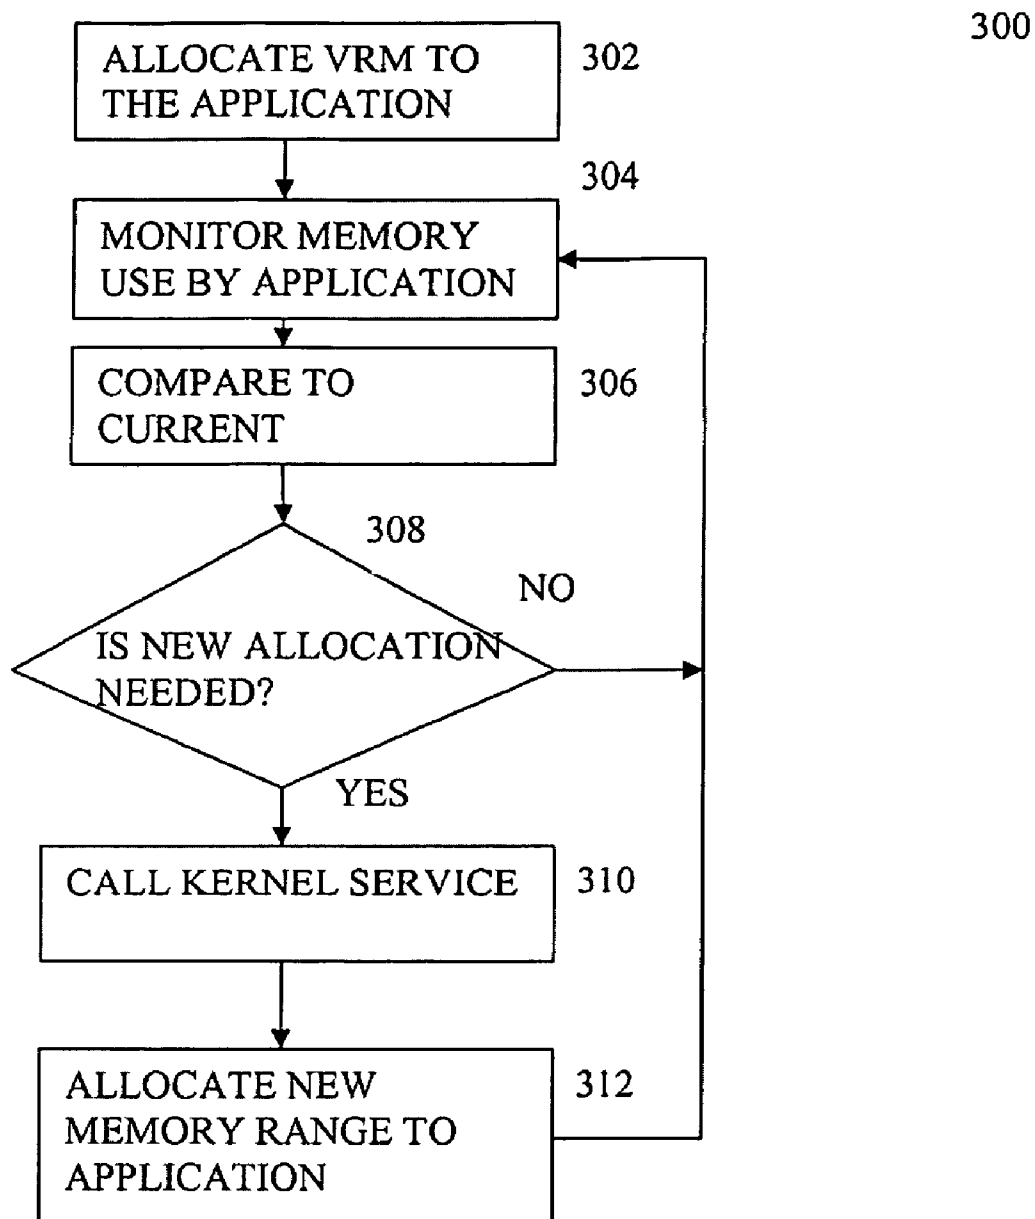 300
ALLOCATE VRM TO
THE APPLICATION
302
304
MONITOR MEMORY
USE BY APPLICATION
COMPARE TO
CURRENT
306
308
NO
IS NEW ALLOCATION
NEEDED?
YES
CALL KERNEL SERVICE
310
ALLOCATE NEW
MEMORY RANGE TO
APPLICATION
312